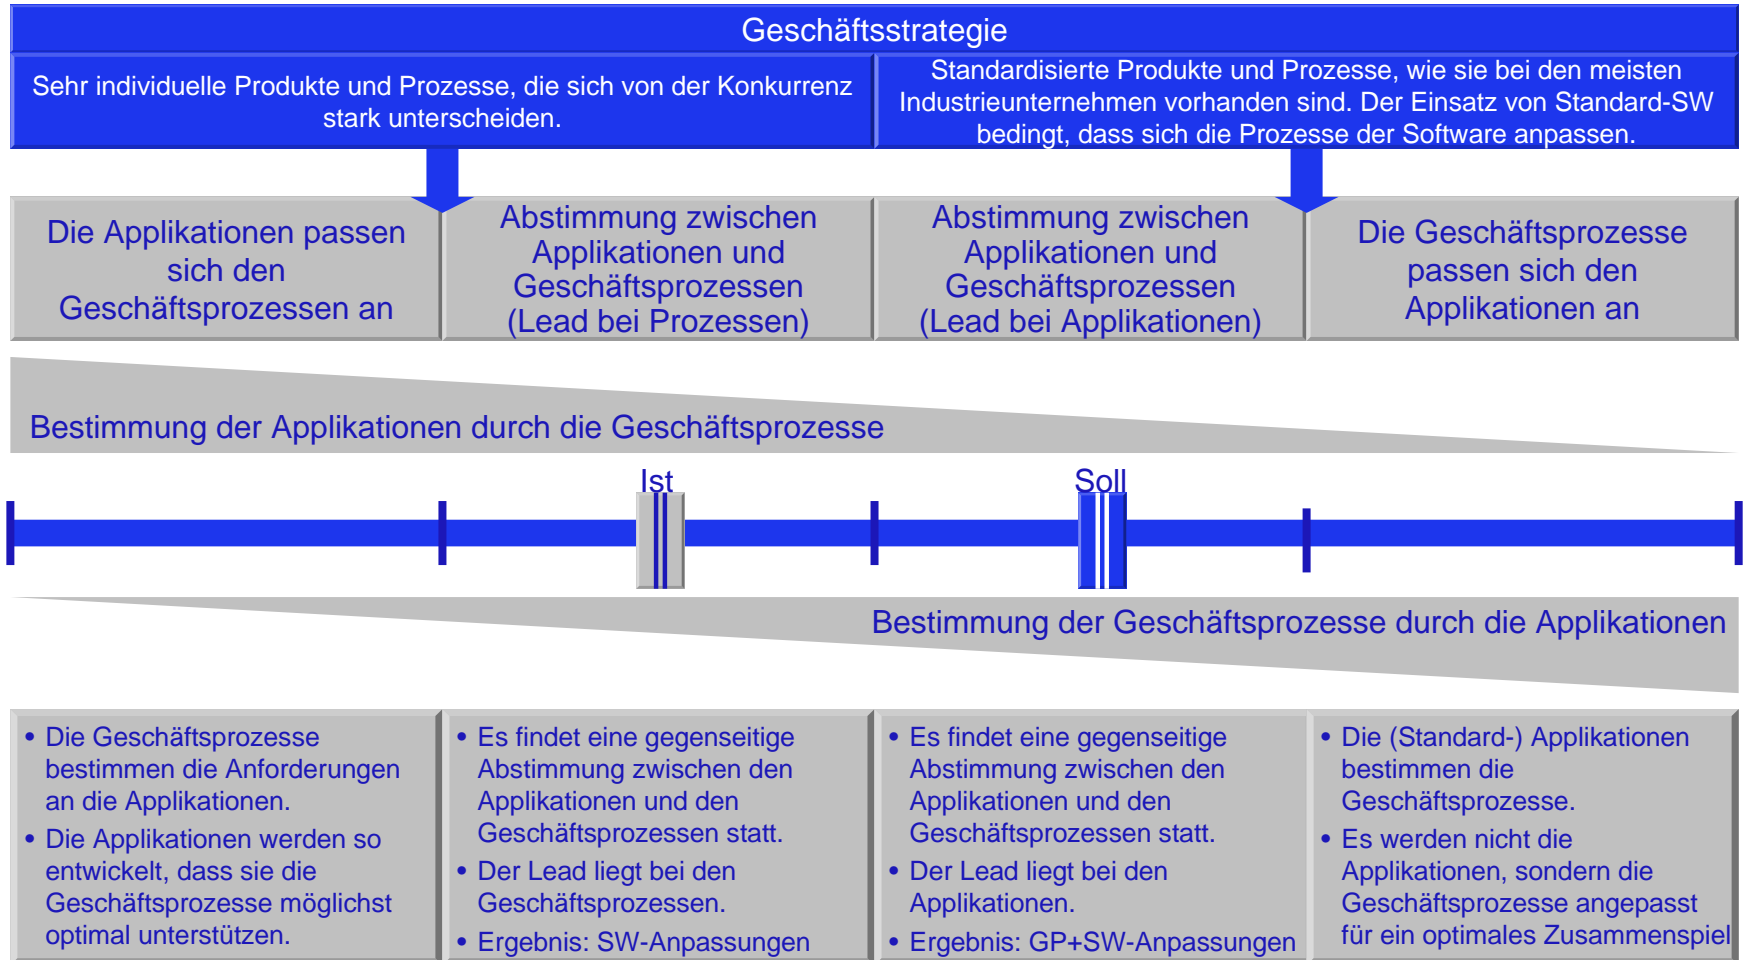 Geschäftsstrategie
Sehr individuelle Produkte und Prozesse, die sich von der Konkurrenz
stark unterscheiden.
Standardisierte Produkte und Prozesse, wie sie bei den meisten
Industrieunternehmen vorhanden sind. Der Einsatz von Standard-SW
bedingt, dass sich die Prozesse der Software anpassen.
Die Applikationen passen
sich den
Geschäftsprozessen an
Abstimmung zwischen
Applikationen und
Geschäftsprozessen
(Lead bei Prozessen)
Abstimmung zwischen
Applikationen und
Geschäftsprozessen
(Lead bei Applikationen)
Die Geschäftsprozesse
passen sich den
Applikationen an
Bestimmung der Applikationen durch die Geschäftsprozesse
Ist
Soll
Bestimmung der Geschäftsprozesse durch die Applikationen
• Die Geschäftsprozesse
bestimmen die Anforderungen
an die Applikationen.
• Die Applikationen werden so
entwickelt, dass sie die
Geschäftsprozesse möglichst
optimal unterstützen.
• Es findet eine gegenseitige
Abstimmung zwischen den
Applikationen und den
Geschäftsprozessen statt.
• Der Lead liegt bei den
Geschäftsprozessen.
• Ergebnis: SW-Anpassungen
• Es findet eine gegenseitige
Abstimmung zwischen den
Applikationen und den
Geschäftsprozessen statt.
• Der Lead liegt bei den
Applikationen.
• Ergebnis: GP+SW-Anpassungen
• Die (Standard-) Applikationen
bestimmen die
Geschäftsprozesse.
• Es werden nicht die
Applikationen, sondern die
Geschäftsprozesse angepasst
für ein optimales Zusammenspiel